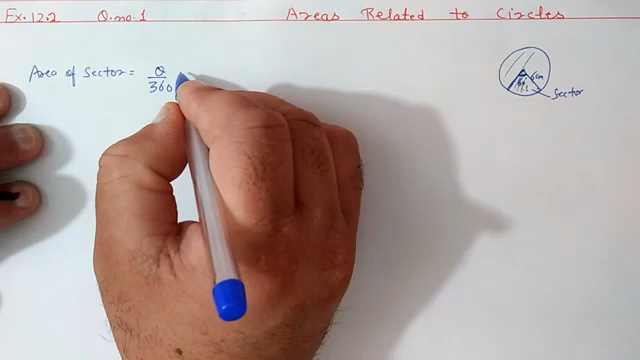 Ex.12.2 Q.no.1 Areas Related to Circles
Area of Sector = θ/360
6cm
Sector